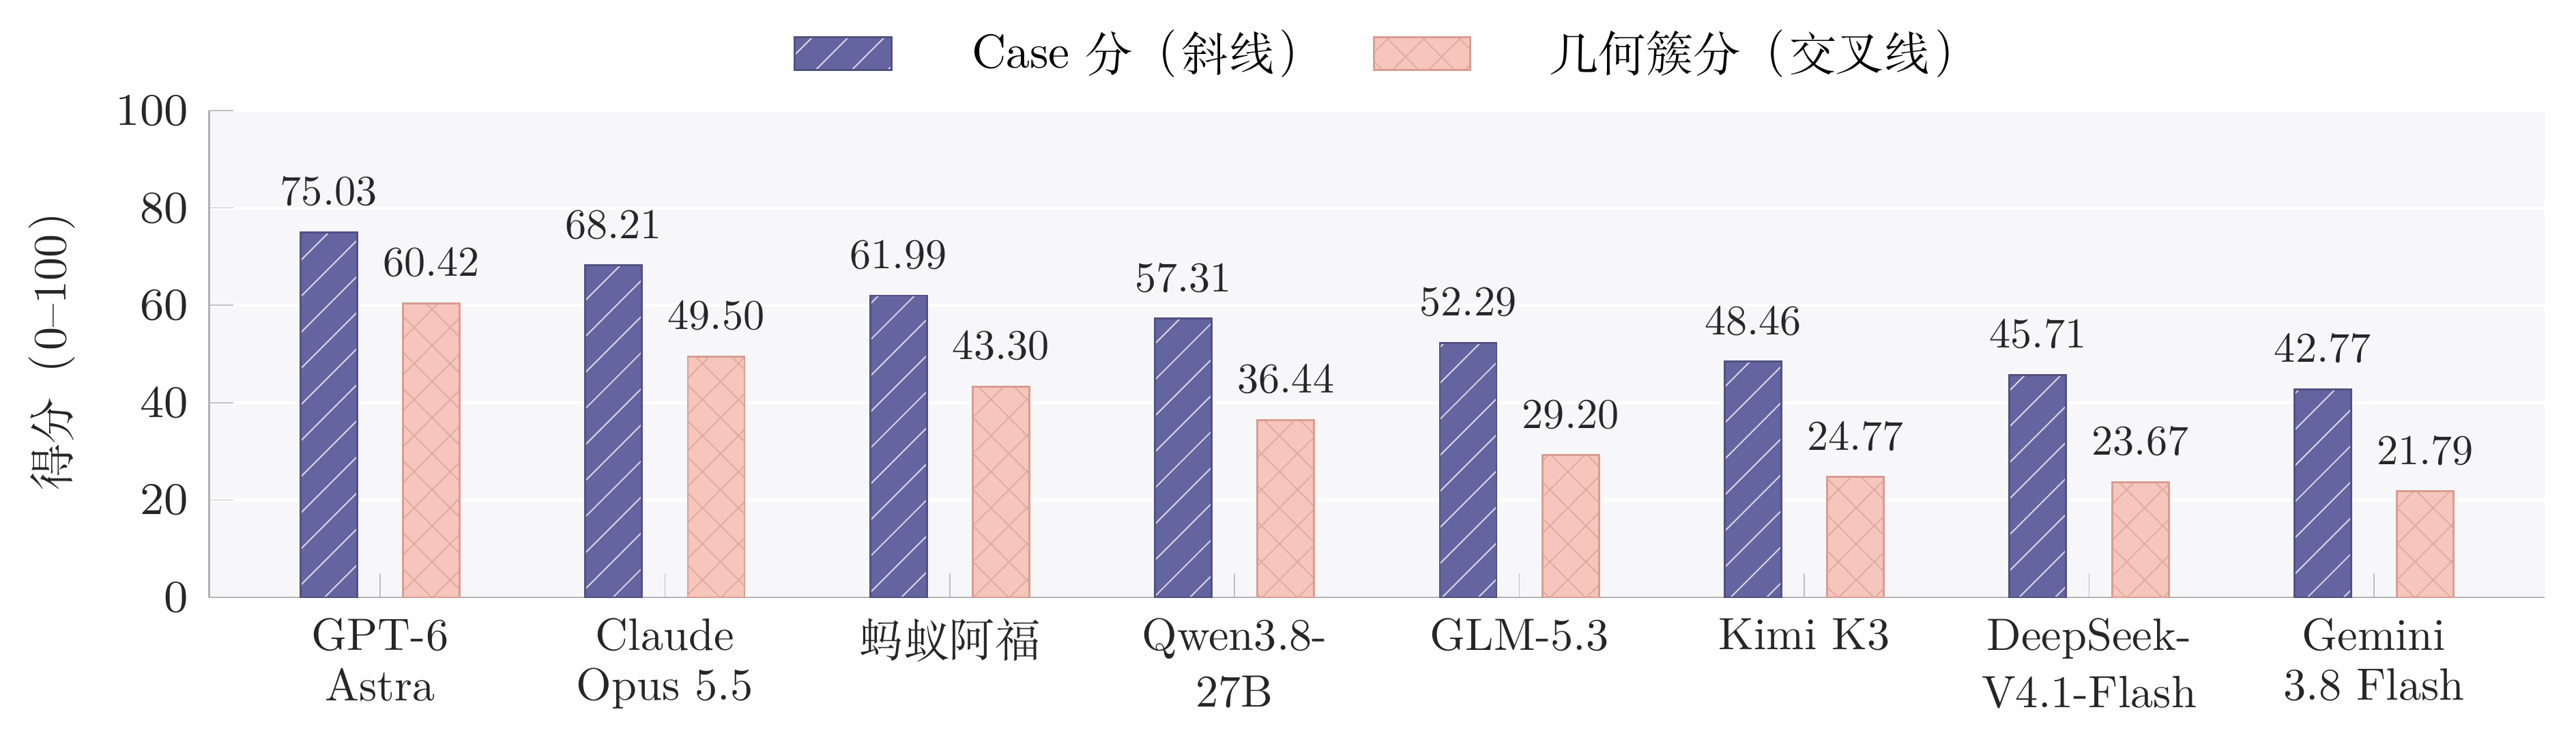 Case 分（斜线） 几何簇分（交叉线）
得分（0–100）
100
80
60
40
20
0
75.03 60.42 68.21 49.50 61.99 43.30 57.31 36.44 52.29 29.20 48.46 24.77 45.71 23.67 42.77 21.79
GPT-6
Astra
Claude
Opus 5.5
蚂蚁阿福
Qwen3.8-
27B
GLM-5.3
Kimi K3
DeepSeek-
V4.1-Flash
Gemini
3.8 Flash